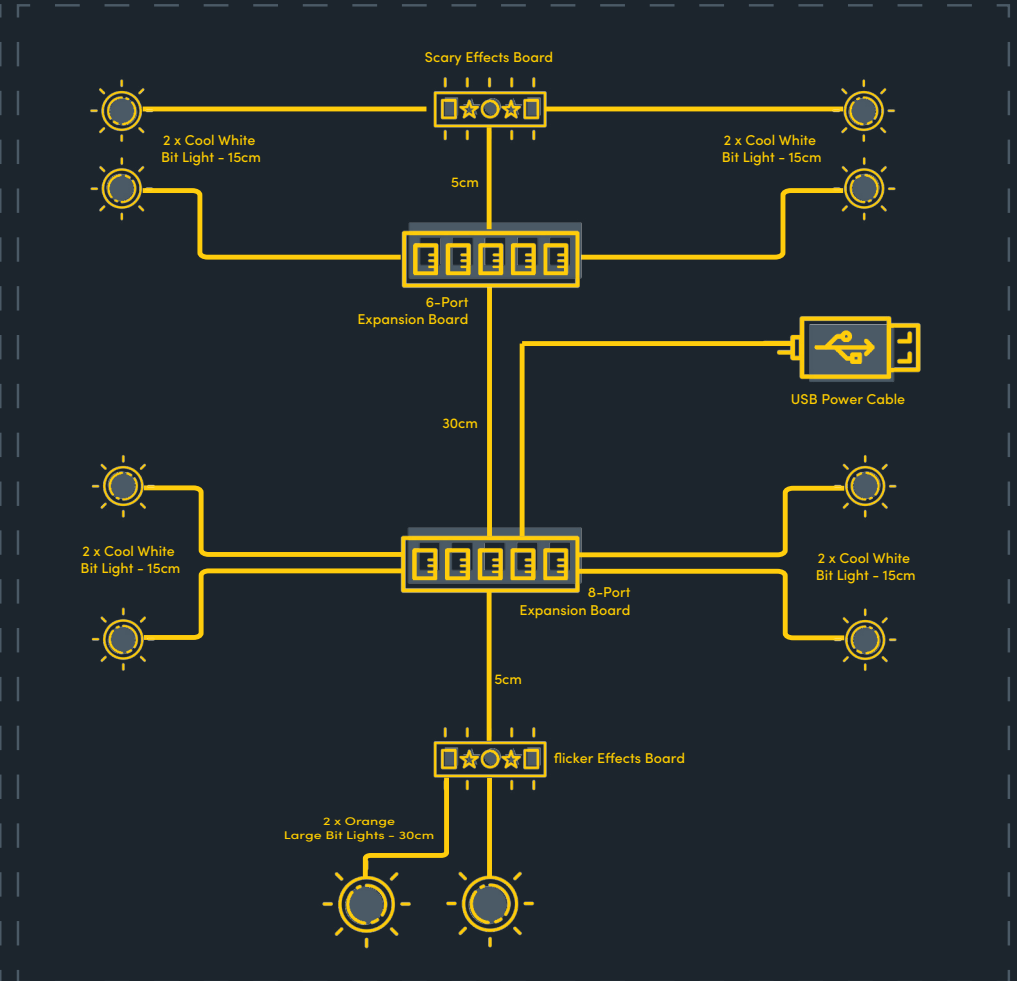 Scary Effects Board
2 x Cool White
Bit Light - 15cm
2 x Cool White
Bit Light - 15cm
5cm
6-Port
Expansion Board
USB Power Cable
30cm
2 x Cool White
Bit Light - 15cm
2 x Cool White
Bit Light - 15cm
8-Port
Expansion Board
5cm
flicker Effects Board
2 x Orange
Large Bit Lights - 30cm